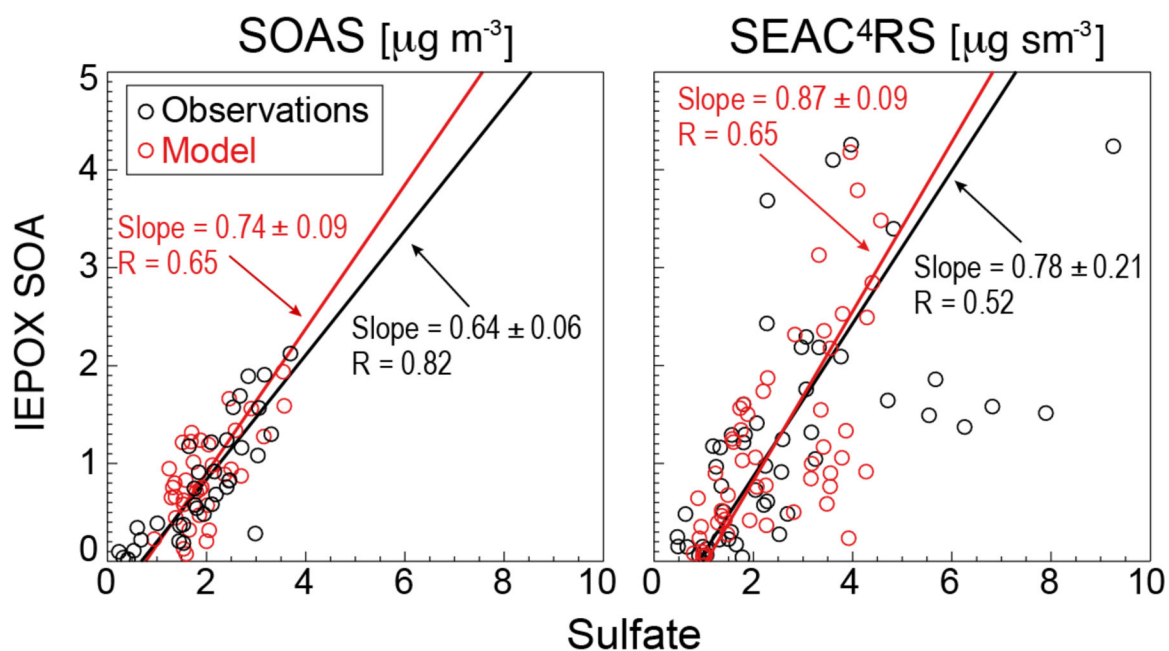 SOAS [μg m-3]
SEAC4RS [μg sm-3]
Observations
Model
Slope = 0.74 ± 0.09
R = 0.65
Slope = 0.64 ± 0.06
R = 0.82
Slope = 0.87 ± 0.09
R = 0.65
Slope = 0.78 ± 0.21
R = 0.52
IEPOX SOA
5
4
3
2
1
0
0 2 4 6 8 10
0 2 4 6 8 10
Sulfate